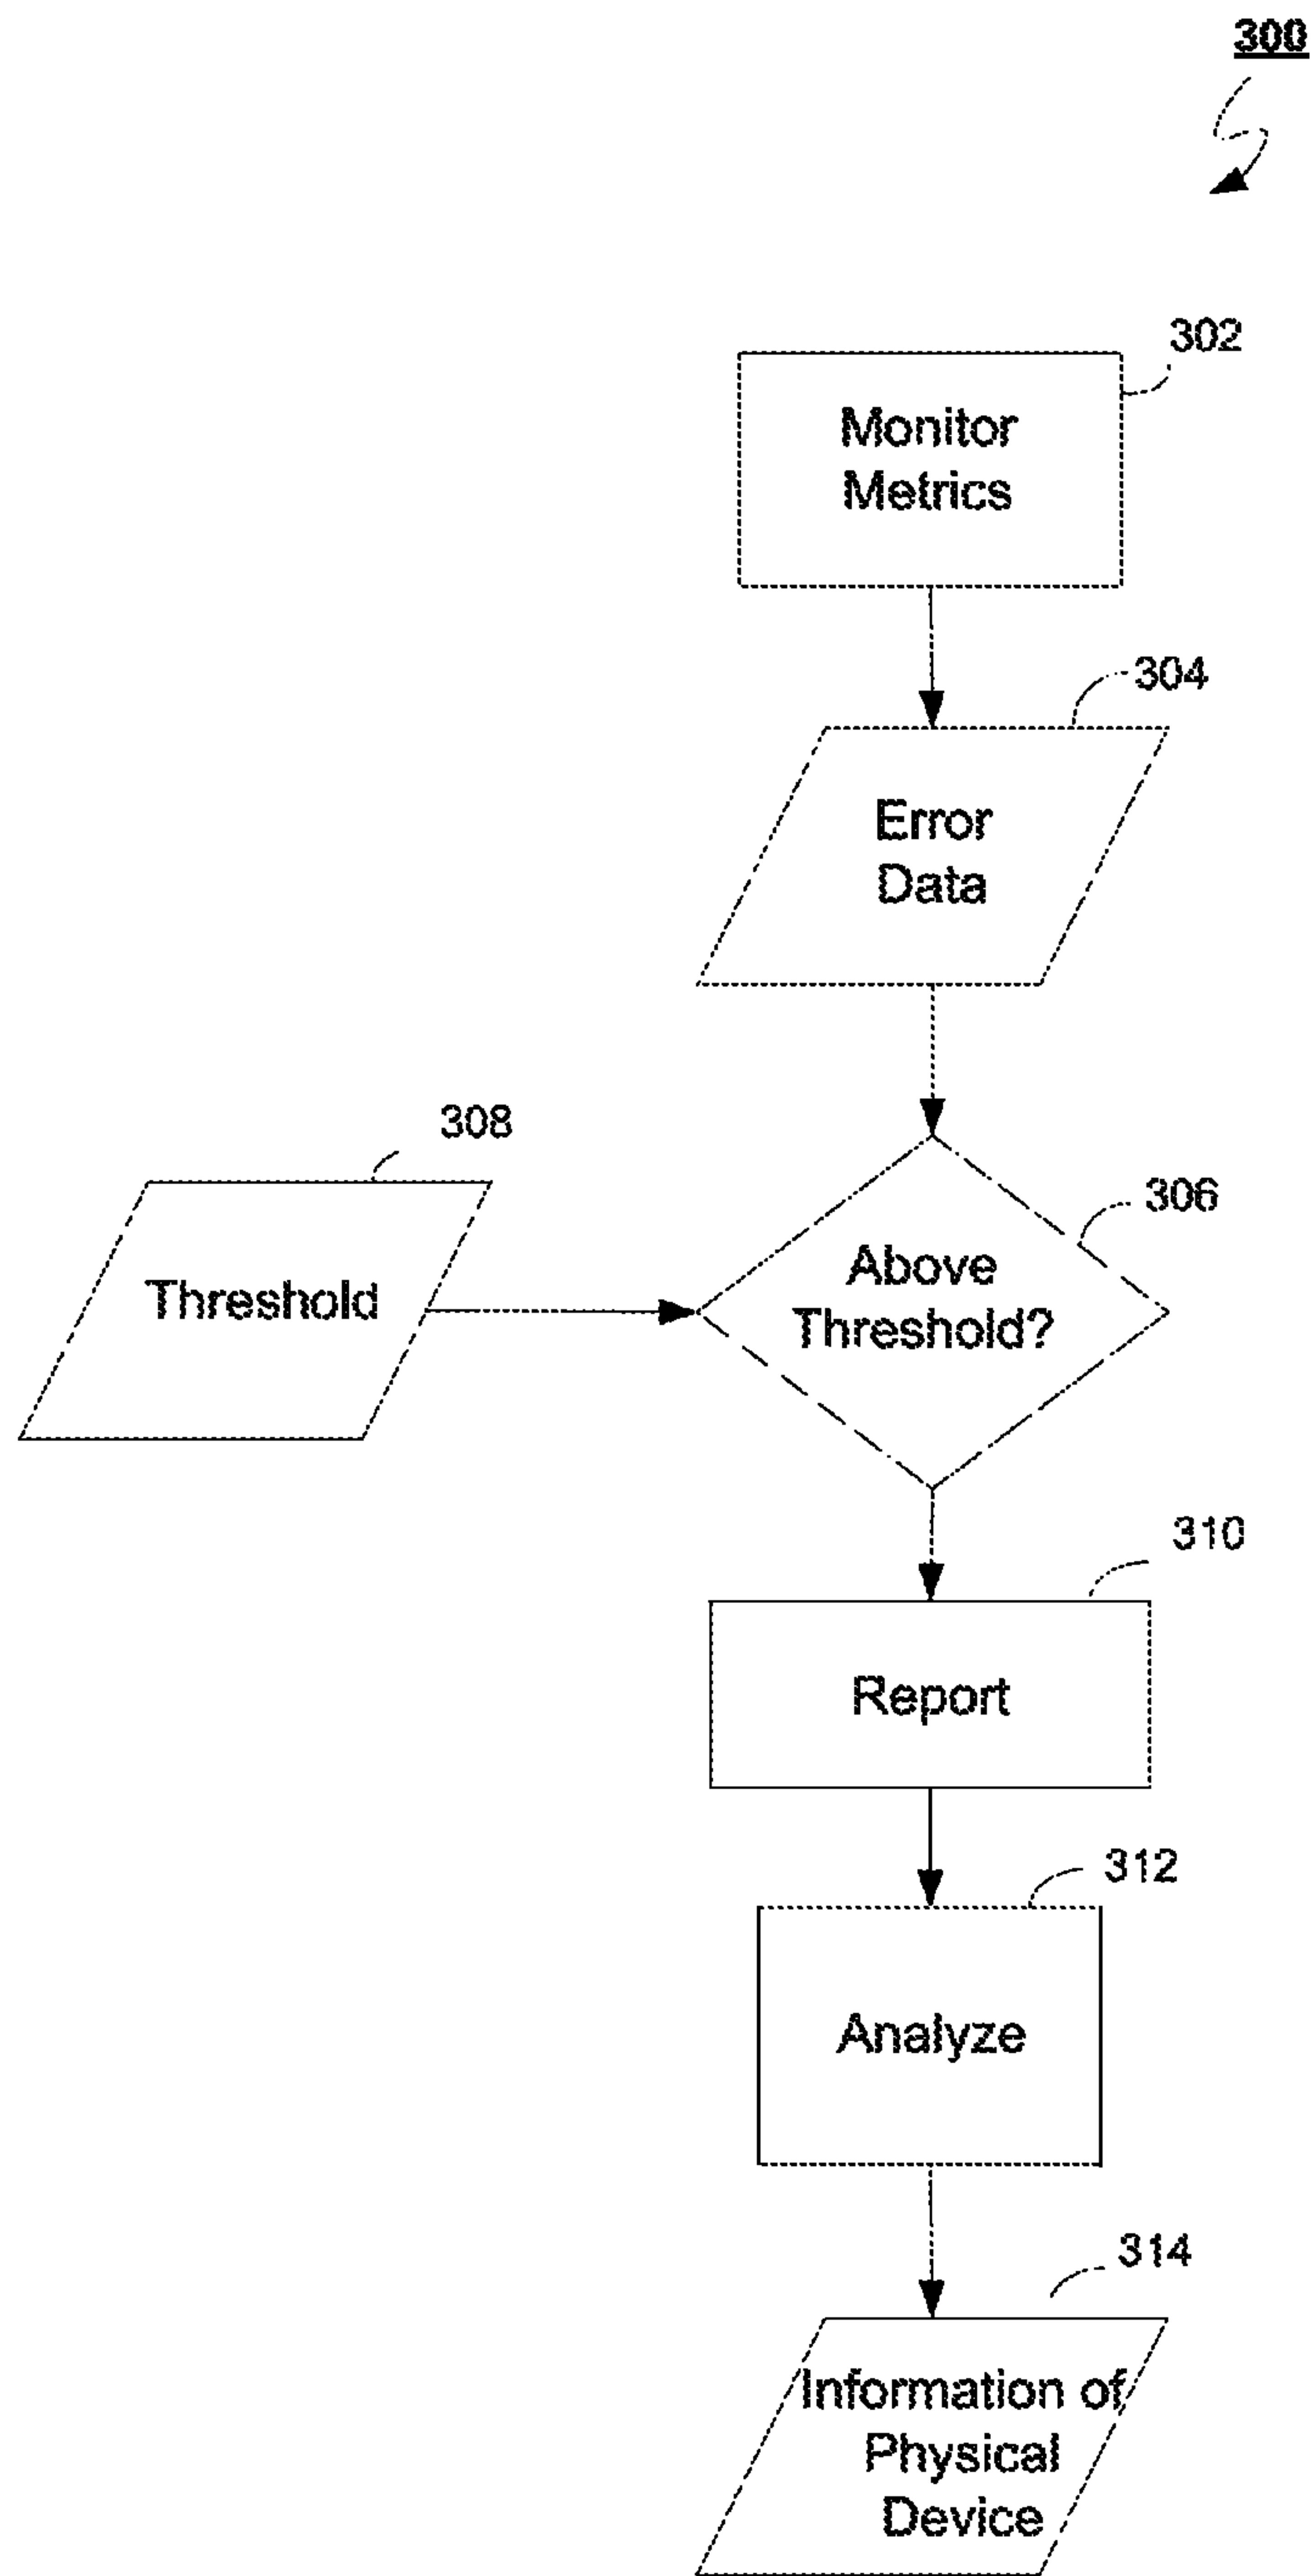 300
302
Monitor
Metrics
304
Error
Data
308
306
Above
Threshold?
Threshold
310
Report
312
Analyze
314
Information of
Physical
Device